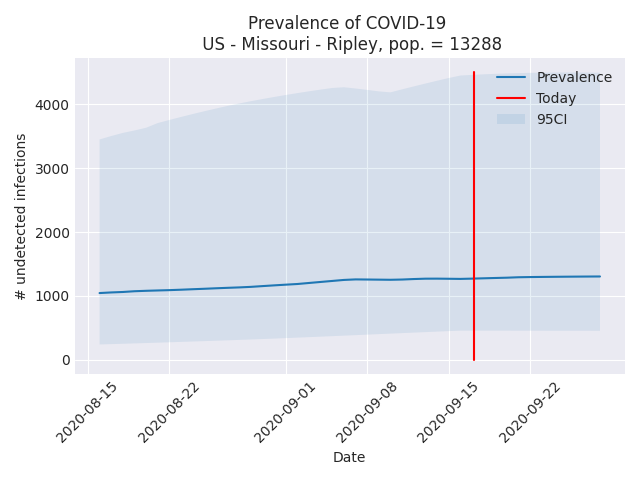 Prevalence of COVID-19
US - Missouri - Ripley, pop. = 13288
Prevalence
Today
95CI
# undetected infections
4000
3000
2000
1000
0
2020-08-15
2020-08-22
2020-09-01
2020-09-08
2020-09-15
2020-09-22
Date